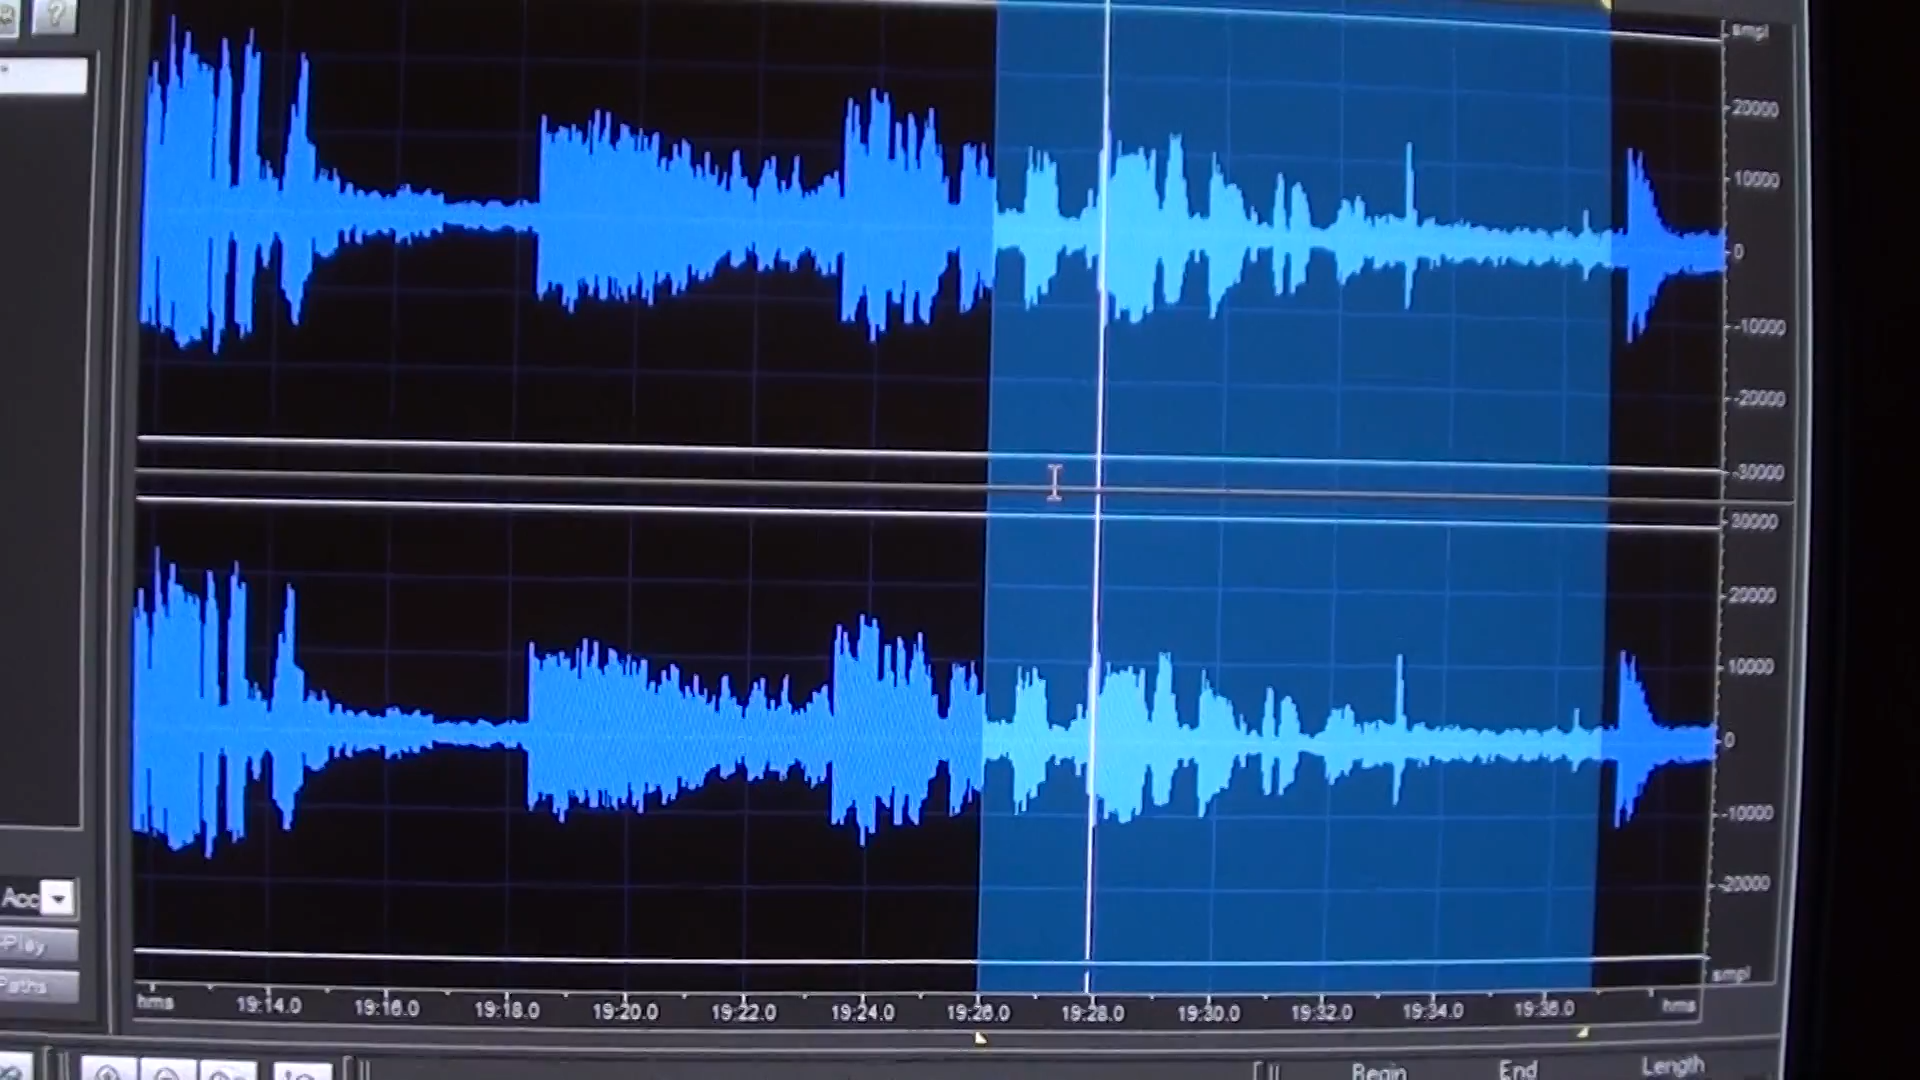 ?
smpl
20000
10000
0
-10000
-20000
-30000
30000
20000
10000
0
-10000
-20000
smpl
Acc
Play
Paths
hms 19:14.0 19:16.0 19:18.0 19:20.0 19:22.0 19:24.0 19:26.0 19:28.0 19:30.0 19:32.0 19:34.0 19:36.0 hms
Begin End Length